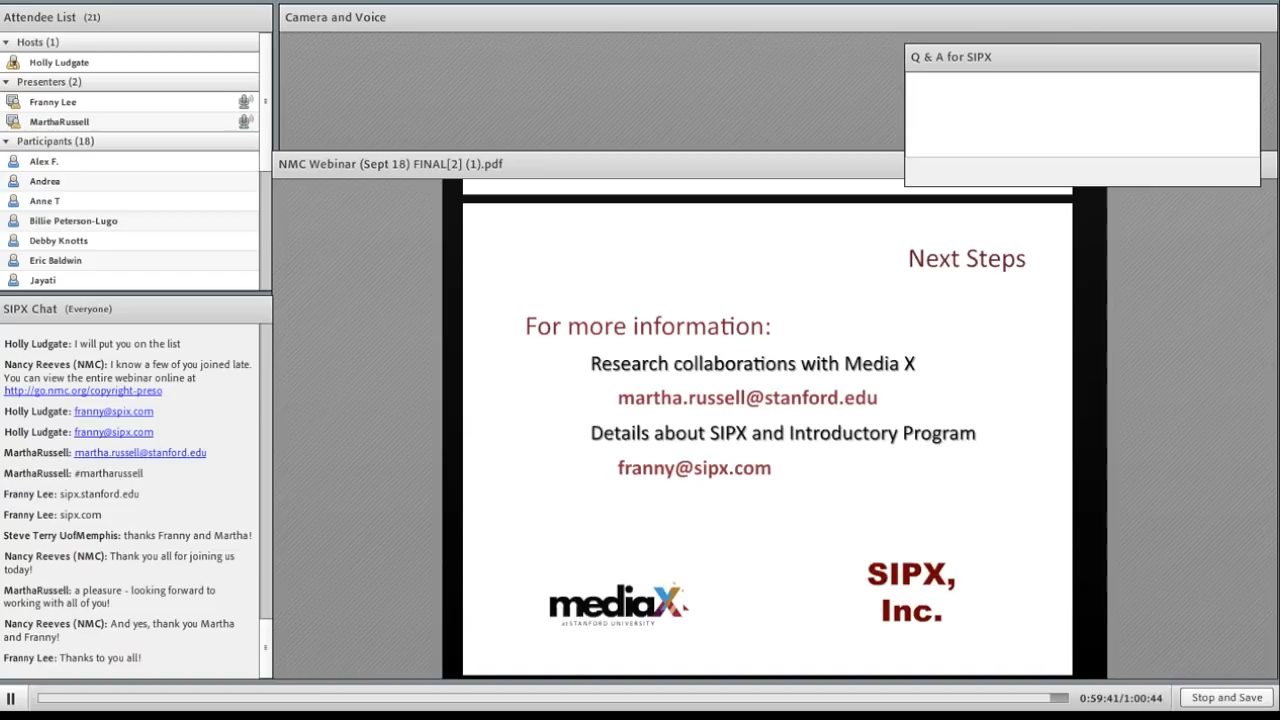 Attendee List (21)
Hosts (1)
Holly Ludgate
Presenters (2)
Franny Lee
MarthaRussell
Participants (18)
Alex F.
Andrea
Anne T
Billie Peterson-Lugo
Debby Knotts
Eric Baldwin
Jayati
SIPX Chat (Everyone)
Holly Ludgate: I will put you on the list
Nancy Reeves (NMC): I know a few of you joined late.
You can view the entire webinar online at
http://go.nmc.org/copyright-preso
Holly Ludgate: franny@spix.com
Holly Ludgate: franny@sipx.com
MarthaRussell: martha.russell@stanford.edu
MarthaRussell: #martharussell
Franny Lee: sipx.stanford.edu
Franny Lee: sipx.com
Steve Terry UofMemphis: thanks Franny and Martha!
Nancy Reeves (NMC): Thank you all for joining us
today!
MarthaRussell: a pleasure - looking forward to
working with all of you!
Nancy Reeves (NMC): And yes, thank you Martha
and Franny!
Franny Lee: Thanks to you all!
Camera and Voice
Q & A for SIPX
NMC Webinar (Sept 18) FINAL[2] (1).pdf
Next Steps
For more information:
Research collaborations with Media X
martha.russell@stanford.edu
Details about SIPX and Introductory Program
franny@sipx.com
mediaX
at STANFORD UNIVERSITY
SIPX,
Inc.
0:59:41/1:00:44
Stop and Save